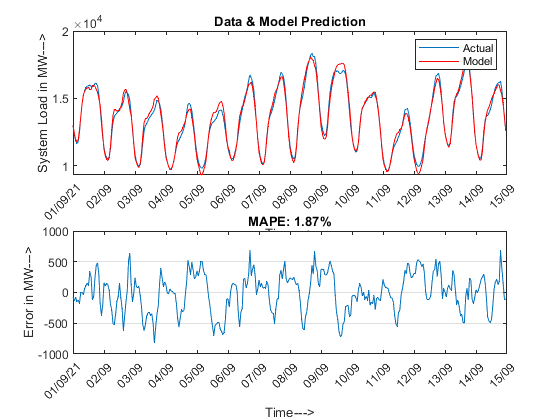 Data & Model Prediction
×10⁴
System Load in MW--->
2
1.5
1
Actual
Model
01/09/21 02/09 03/09 04/09 05/09 06/09 07/09 08/09 09/09 10/09 11/09 12/09 13/09 14/09 15/09
MAPE: 1.87%
Error in MW--->
1000
500
0
-500
-1000
01/09/21 02/09 03/09 04/09 05/09 06/09 07/09 08/09 09/09 10/09 11/09 12/09 13/09 14/09 15/09
Time--->